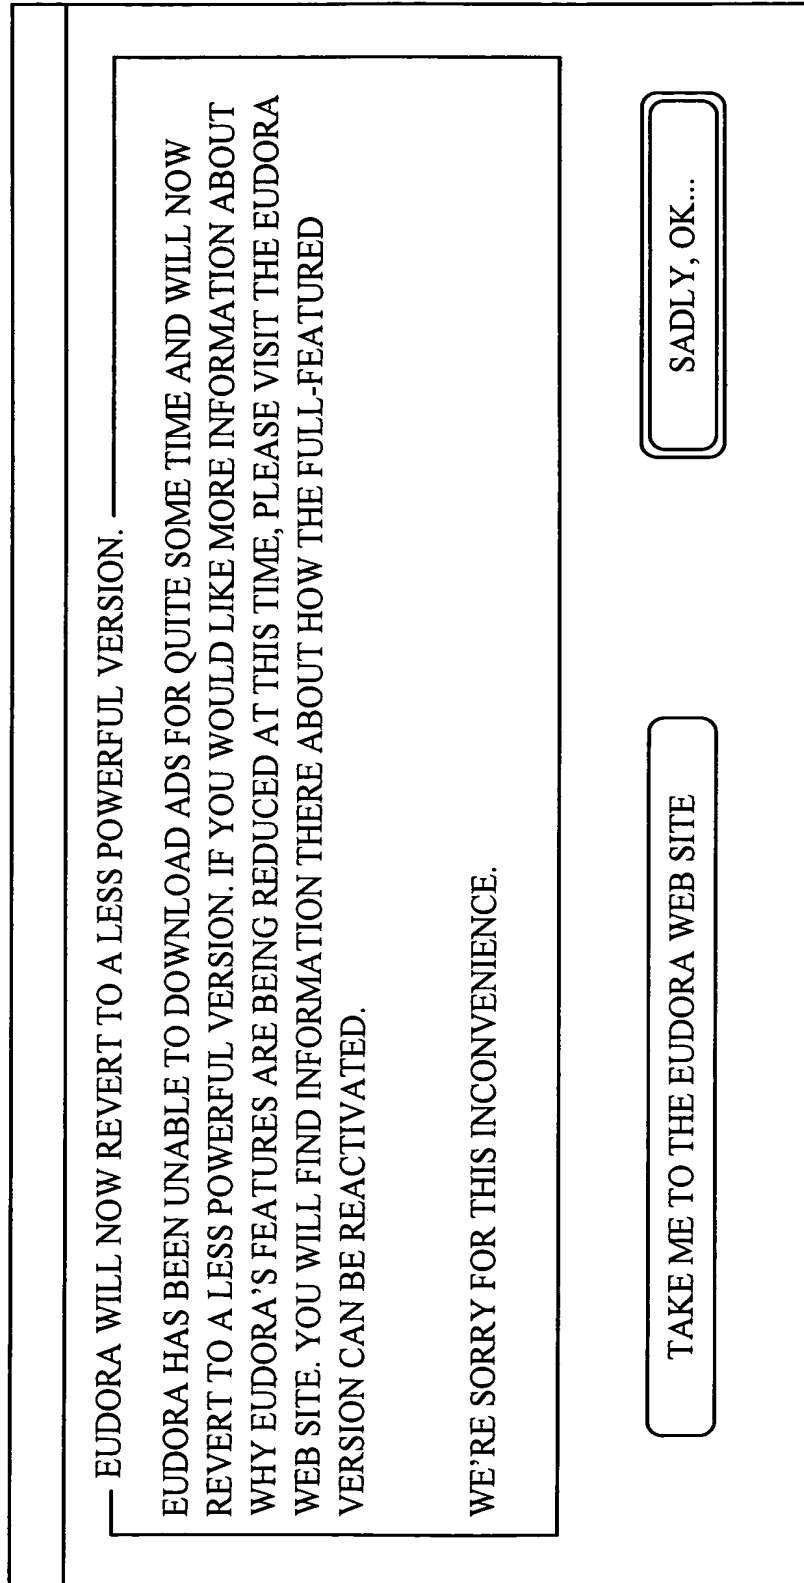 EUDORA WILL NOW REVERT TO A LESS POWERFUL VERSION.
EUDORA HAS BEEN UNABLE TO DOWNLOAD ADS FOR QUITE SOME TIME AND WILL NOW
REVERT TO A LESS POWERFUL VERSION. IF YOU WOULD LIKE MORE INFORMATION ABOUT
WHY EUDORA'S FEATURES ARE BEING REDUCED AT THIS TIME, PLEASE VISIT THE EUDORA
WEB SITE. YOU WILL FIND INFORMATION THERE ABOUT HOW THE FULL-FEATURED
VERSION CAN BE REACTIVATED.
WE'RE SORRY FOR THIS INCONVENIENCE.
TAKE ME TO THE EUDORA WEB SITE
SADLY, OK...